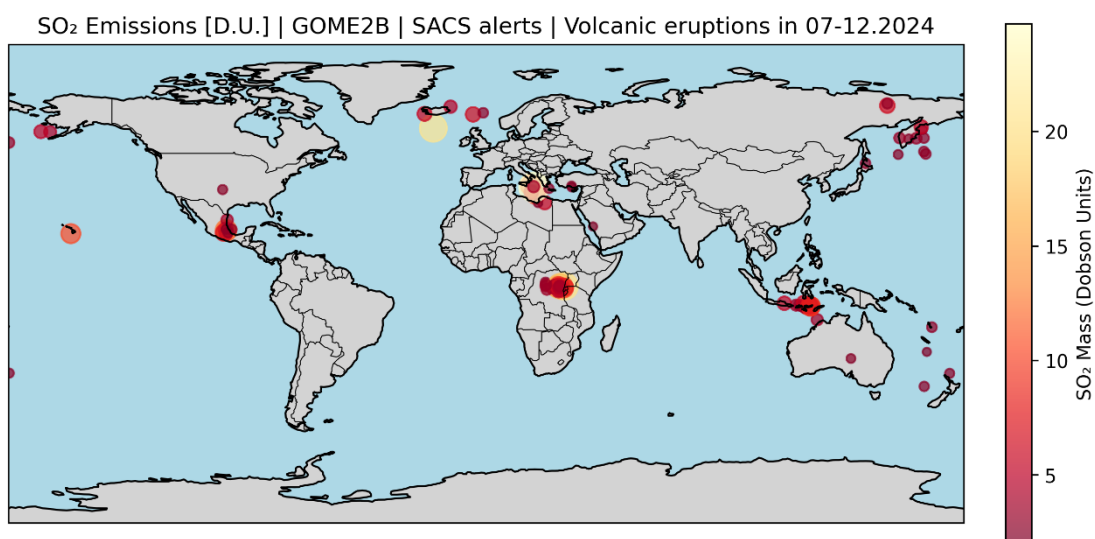 SO₂ Emissions [D.U.] | GOME2B | SACS alerts | Volcanic eruptions in 07-12.2024
20
15
10
5
SO₂ Mass (Dobson Units)